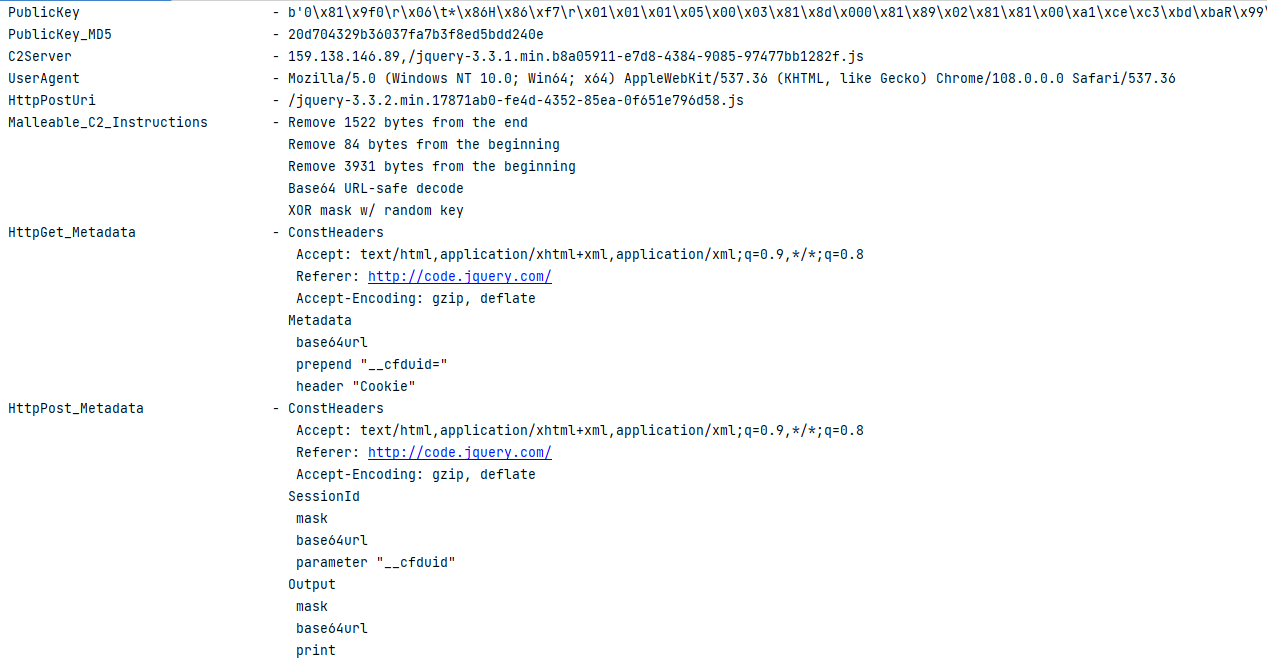 PublicKey - b'0\x81\x9f0\r\x06\t*\x86H\x86\xf7\r\x01\x01\x01\x05\x00\x03\x81\x8d\x000\x81\x89\x02\x81\x81\x00\xa1\xce\xc3\xbd\xbaR\x99\
PublicKey_MD5 - 20d704329b36037fa7b3f8ed5bdd240e
C2Server - 159.138.146.89,/jquery-3.3.1.min.b8a05911-e7d8-4384-9085-97477bb1282f.js
UserAgent - Mozilla/5.0 (Windows NT 10.0; Win64; x64) AppleWebKit/537.36 (KHTML, like Gecko) Chrome/108.0.0.0 Safari/537.36
HttpPostUri - /jquery-3.3.2.min.17871ab0-fe4d-4352-85ea-0f651e796d58.js
Malleable_C2_Instructions - Remove 1522 bytes from the end
Remove 84 bytes from the beginning
Remove 3931 bytes from the beginning
Base64 URL-safe decode
XOR mask w/ random key
HttpGet_Metadata - ConstHeaders
Accept: text/html,application/xhtml+xml,application/xml;q=0.9,*/*;q=0.8
Referer: http://code.jquery.com/
Accept-Encoding: gzip, deflate
Metadata
base64url
prepend "__cfduid="
header "Cookie"
HttpPost_Metadata - ConstHeaders
Accept: text/html,application/xhtml+xml,application/xml;q=0.9,*/*;q=0.8
Referer: http://code.jquery.com/
Accept-Encoding: gzip, deflate
SessionId
mask
base64url
parameter "__cfduid"
Output
mask
base64url
print